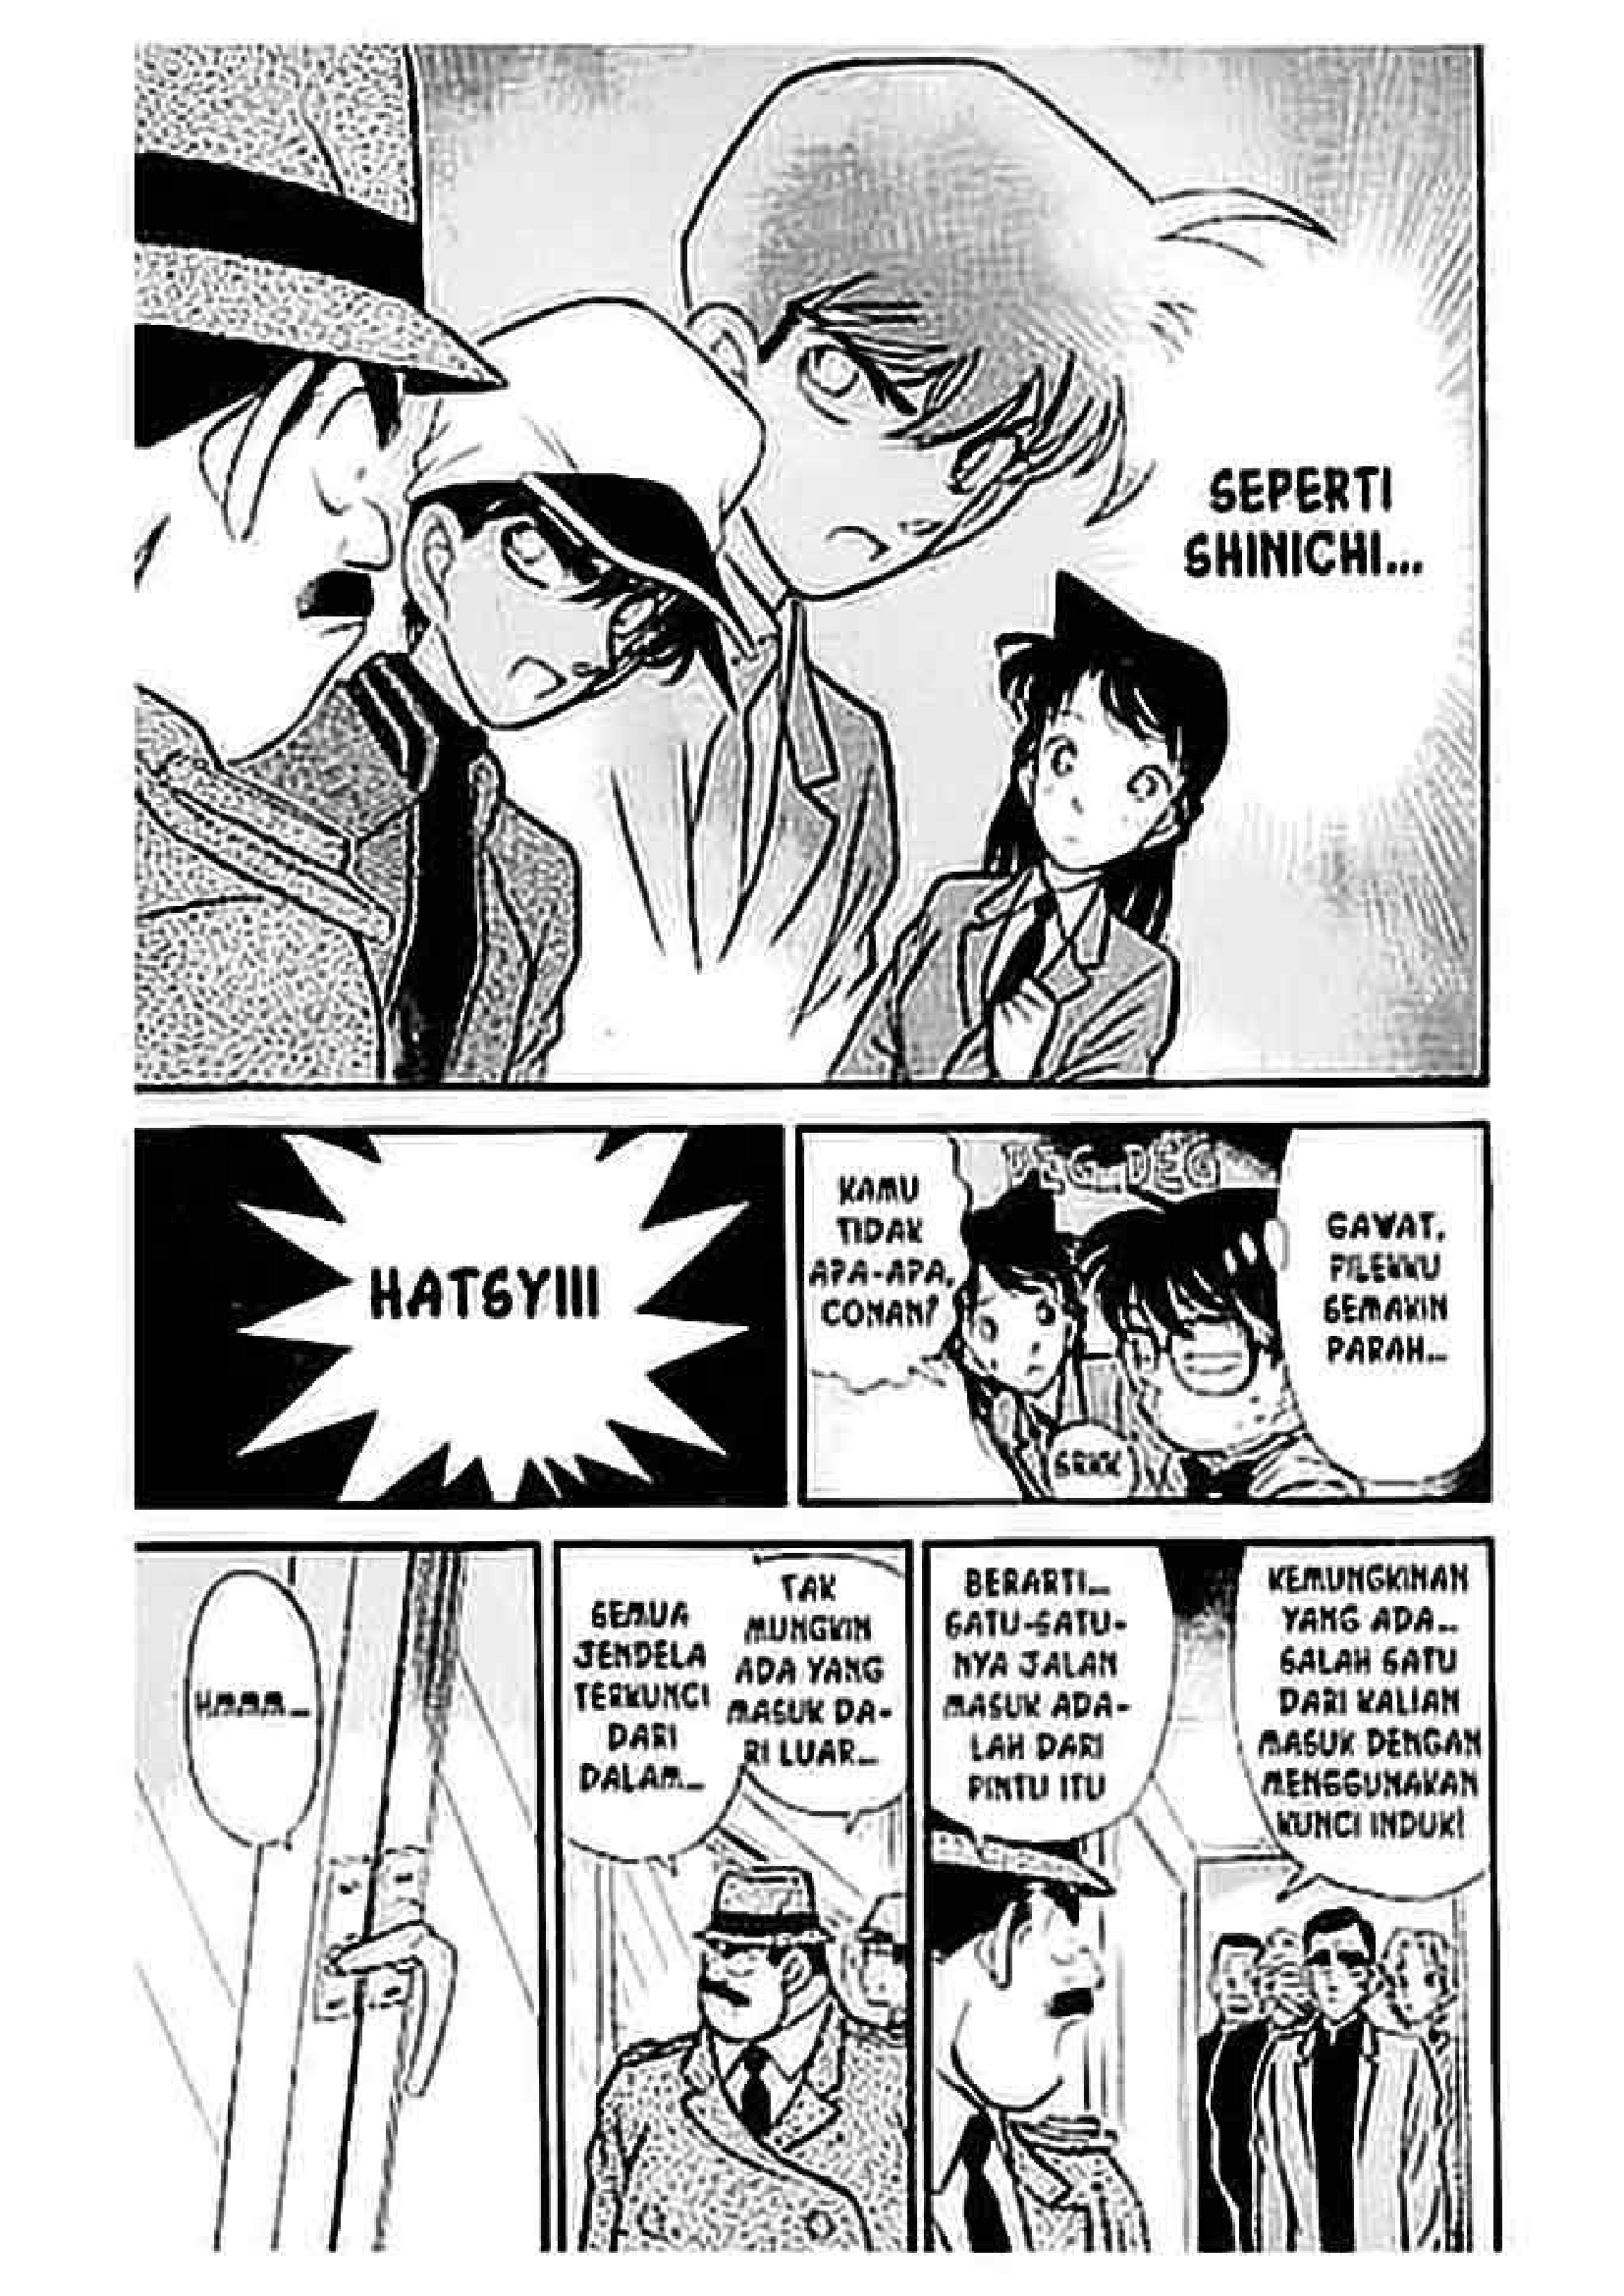 SEPERTI
SHINICHI...
HATSYIII
KAMU
TIDAK
APA-APA,
CONAN?
DEG DEG
GAWAT,
PILEKKU
SEMAKIN
PARAH...
SRKK
HMMM...
SEMUA
JENDELA
TERKUNCI
DARI
DALAM...
TAK
MUNGKIN
ADA YANG
MASUK DA-
RI LUAR...
BERARTI...
SATU-SATU-
NYA JALAN
MASUK ADA-
LAH DARI
PINTU ITU
KEMUNGKINAN
YANG ADA...
SALAH SATU
DARI KALIAN
MASUK DENGAN
MENGGUNAKAN
KUNCI INDUK!